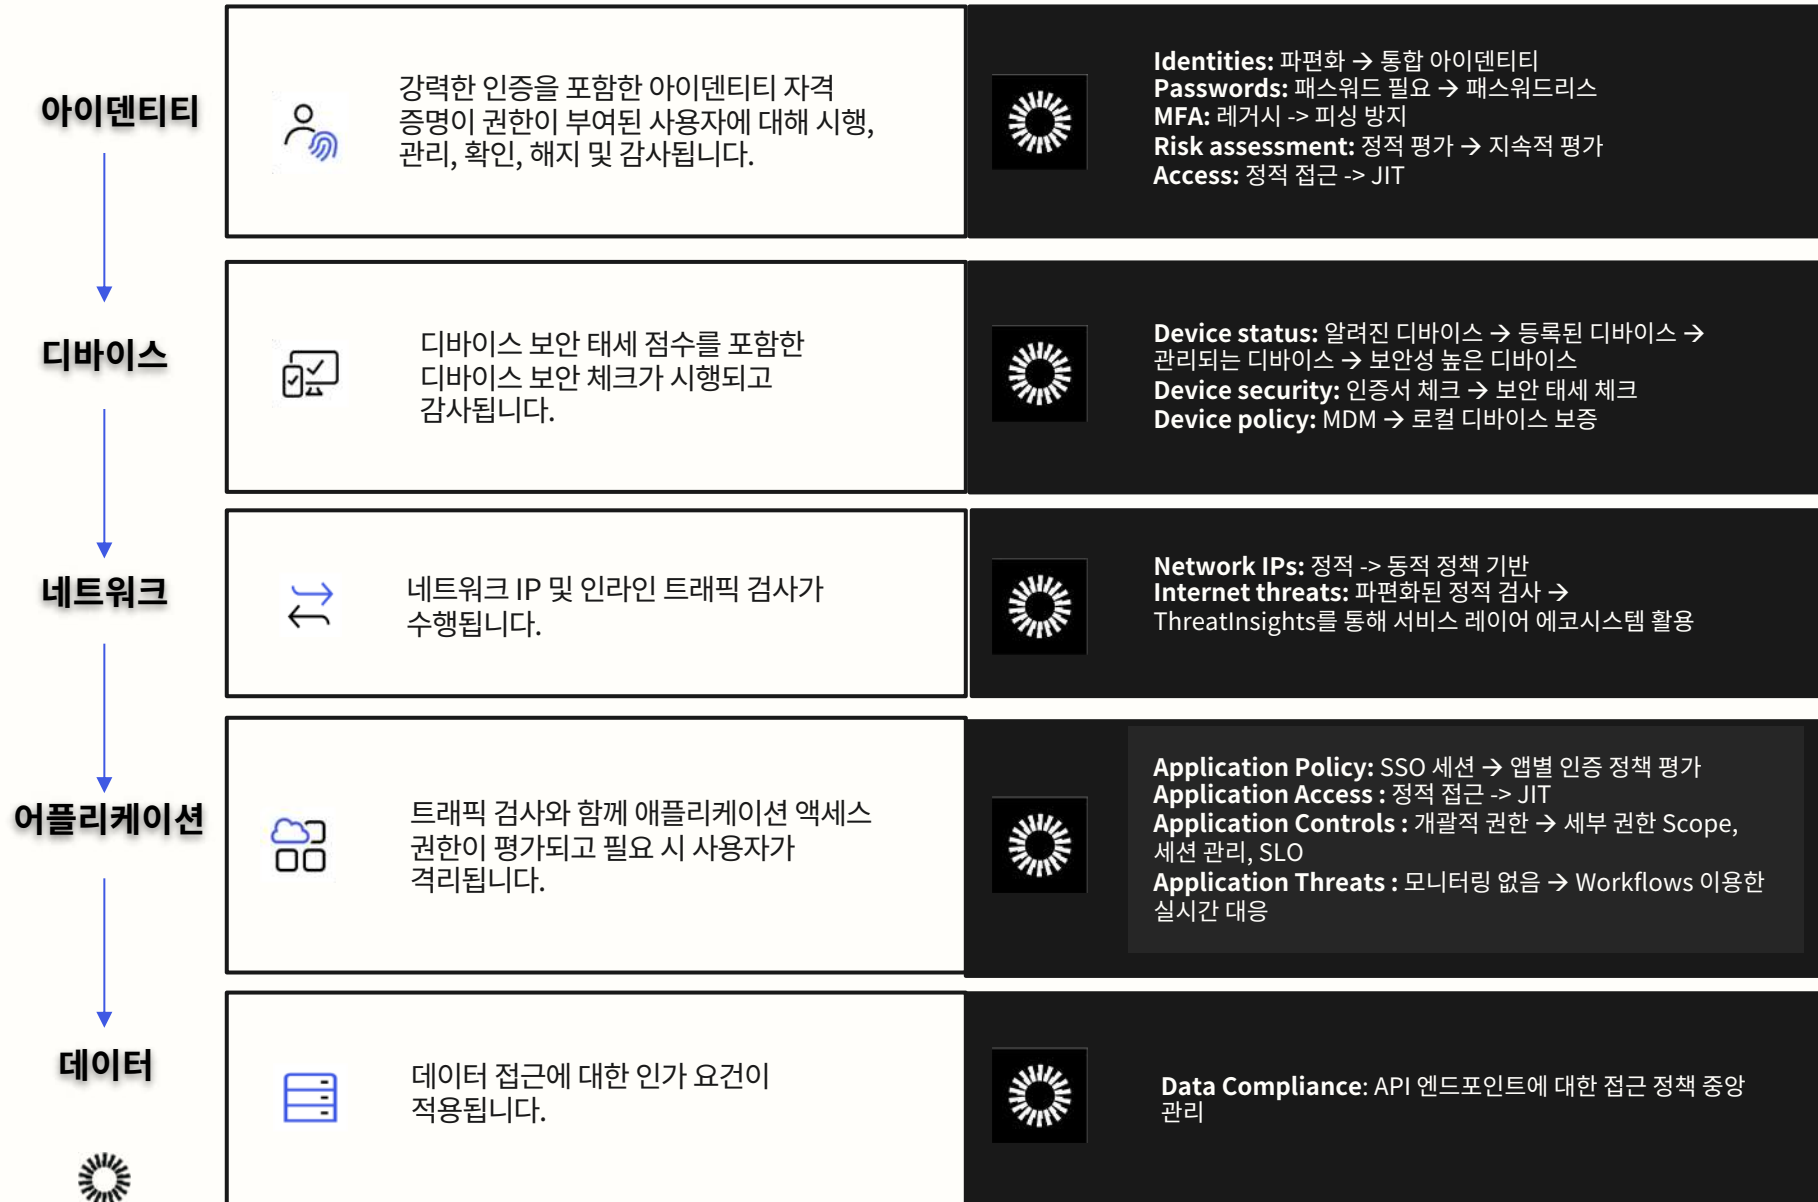 아이덴티티
강력한 인증을 포함한 아이덴티티 자격
증명이 권한이 부여된 사용자에 대해 시행,
관리, 확인, 해지 및 감사됩니다.
Identities: 파편화 → 통합 아이덴티티
Passwords: 패스워드 필요 → 패스워드리스
MFA: 레거시 -> 피싱 방지
Risk assessment: 정적 평가 → 지속적 평가
Access: 정적 접근 -> JIT
디바이스
디바이스 보안 태세 점수를 포함한
디바이스 보안 체크가 시행되고
감사됩니다.
Device status: 알려진 디바이스 → 등록된 디바이스 →
관리되는 디바이스 → 보안성 높은 디바이스
Device security: 인증서 체크 → 보안 태세 체크
Device policy: MDM → 로컬 디바이스 보증
네트워크
네트워크 IP 및 인라인 트래픽 검사가
수행됩니다.
Network IPs: 정적 -> 동적 정책 기반
Internet threats: 파편화된 정적 검사 →
ThreatInsights를 통해 서비스 레이어 에코시스템 활용
어플리케이션
트래픽 검사와 함께 애플리케이션 액세스
권한이 평가되고 필요 시 사용자가
격리됩니다.
Application Policy: SSO 세션 → 앱별 인증 정책 평가
Application Access : 정적 접근 -> JIT
Application Controls : 개괄적 권한 → 세부 권한 Scope,
세션 관리, SLO
Application Threats : 모니터링 없음 → Workflows 이용한
실시간 대응
데이터
데이터 접근에 대한 인가 요건이
적용됩니다.
Data Compliance: API 엔드포인트에 대한 접근 정책 중앙
관리